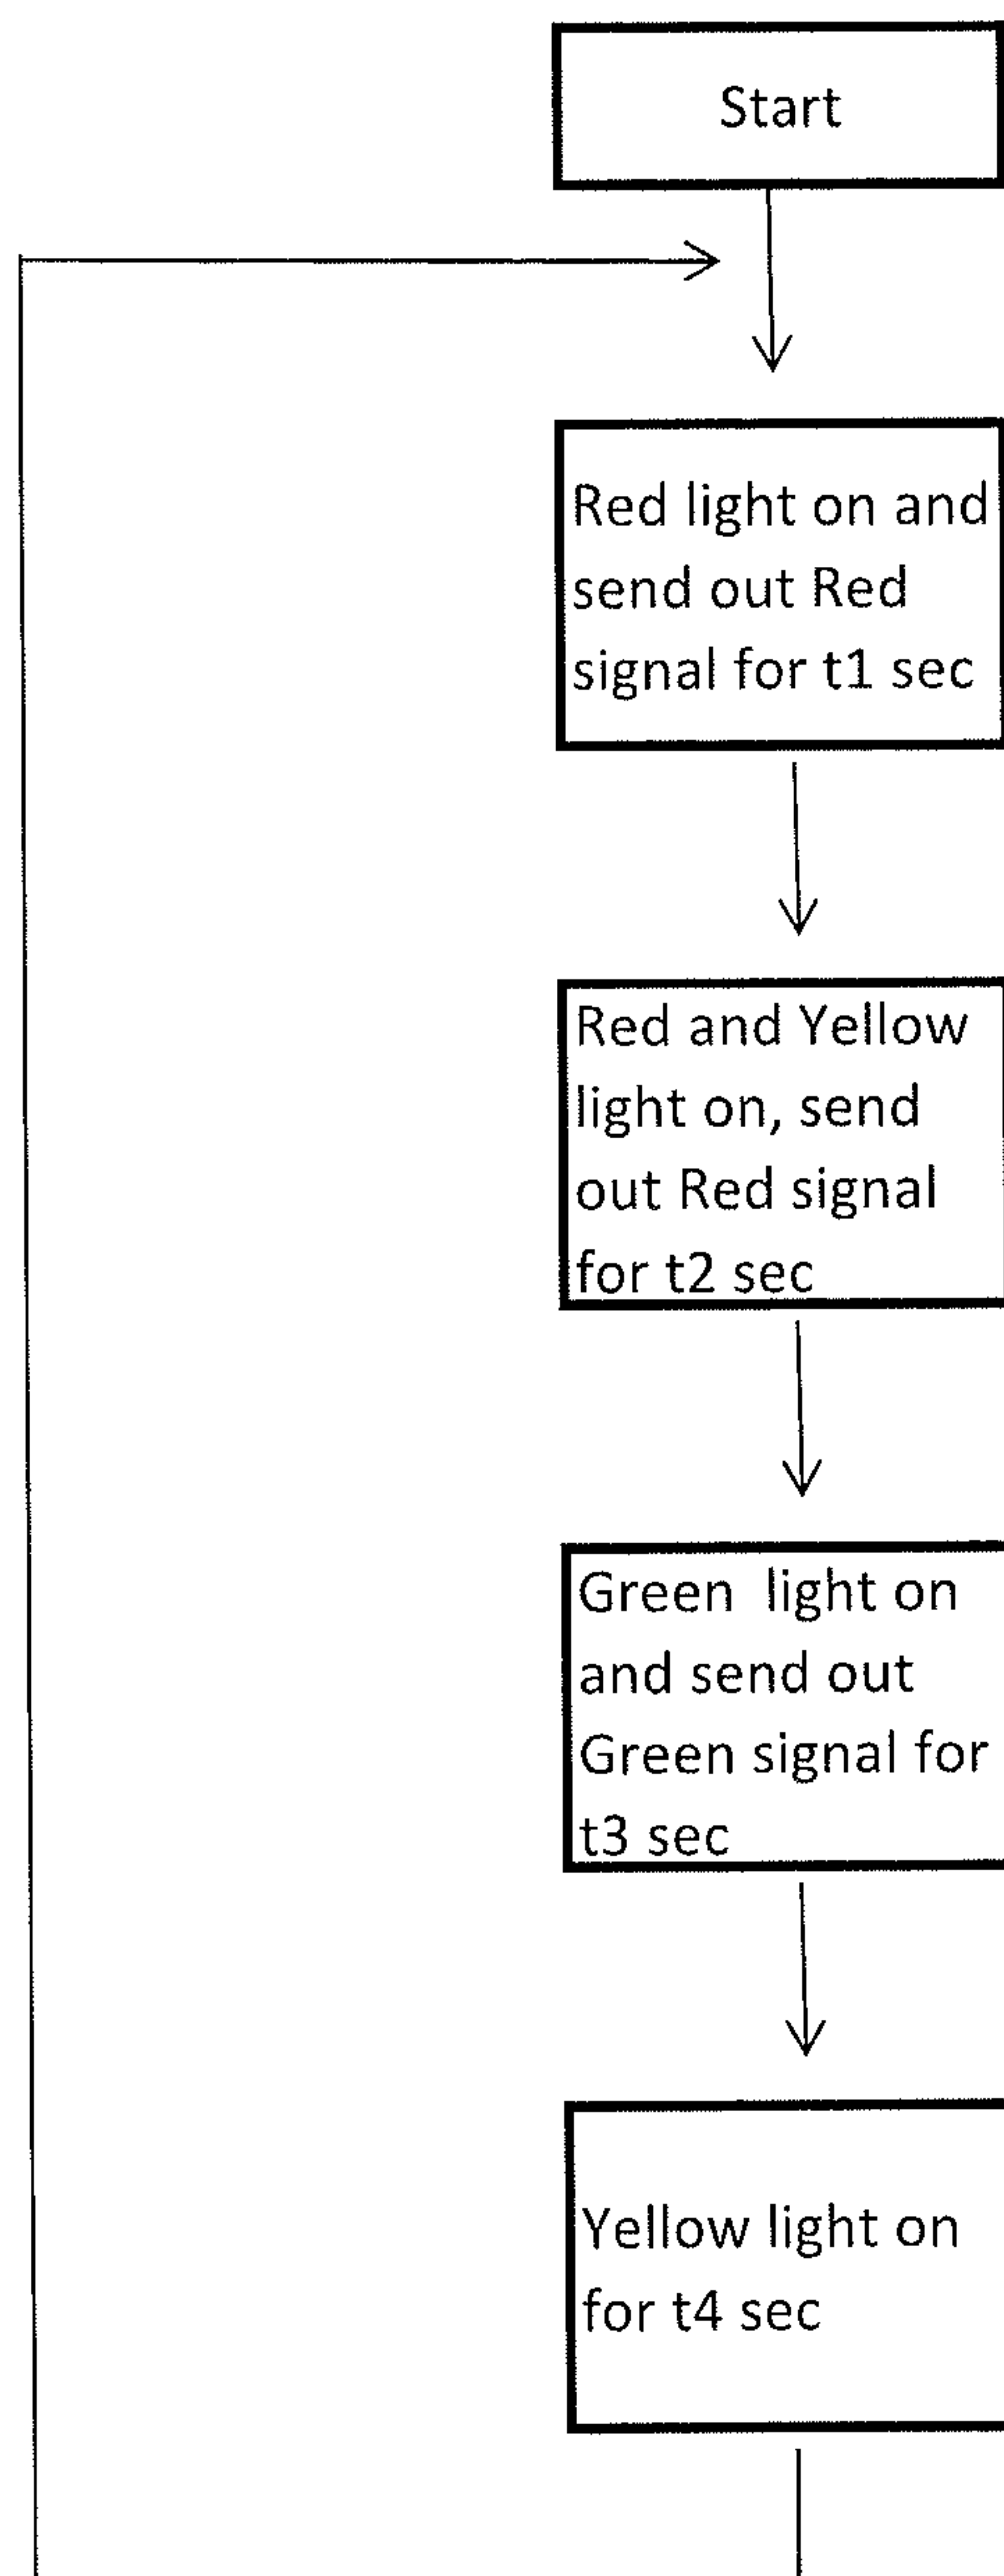 Start
Red light on and
send out Red
signal for t1 sec
Red and Yellow
light on, send
out Red signal
for t2 sec
Green light on
and send out
Green signal for
t3 sec
Yellow light on
for t4 sec